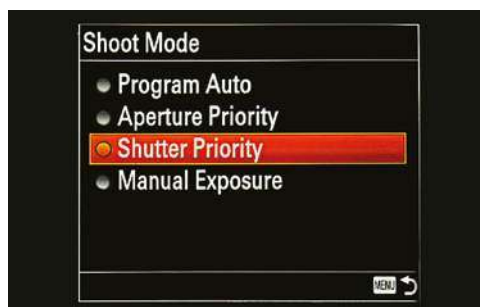 Shoot Mode
Program Auto
Aperture Priority
Shutter Priority
Manual Exposure
MENU